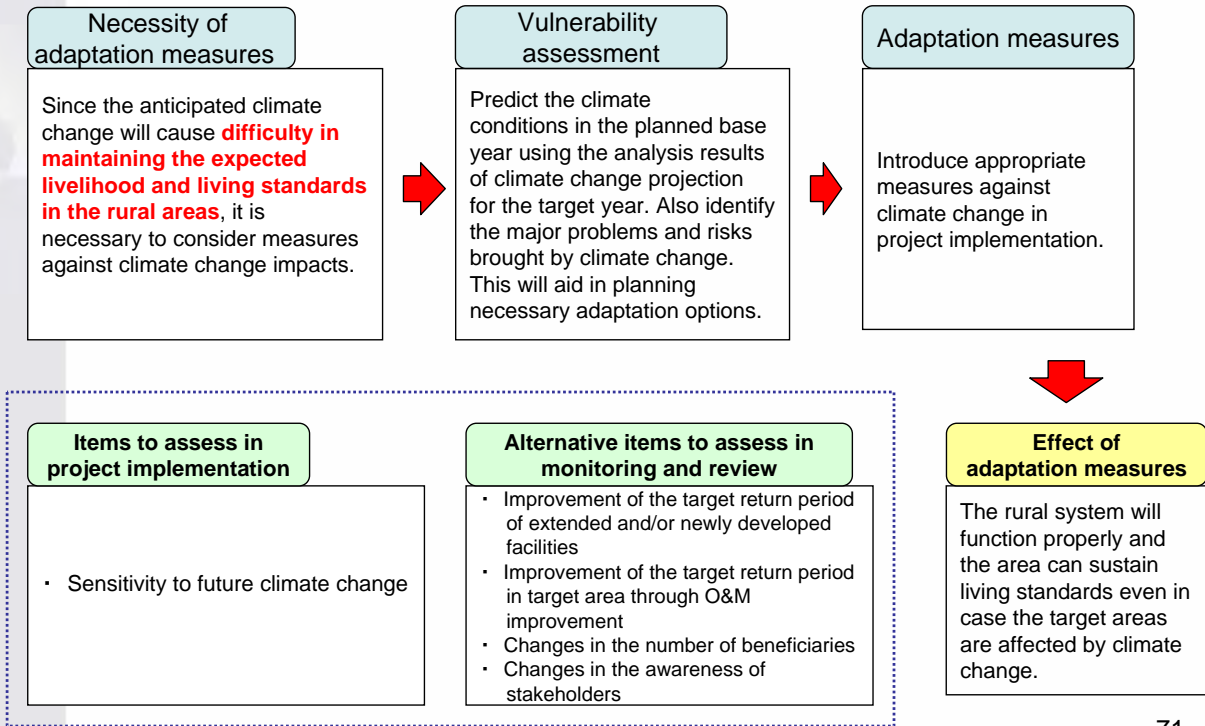 Necessity of
adaptation measures
Since the anticipated climate
change will cause difficulty in
maintaining the expected
livelihood and living standards
in the rural areas, it is
necessary to consider measures
against climate change impacts.
Vulnerability
assessment
Predict the climate
conditions in the planned base
year using the analysis results
of climate change projection
for the target year. Also identify
the major problems and risks
brought by climate change.
This will aid in planning
necessary adaptation options.
Adaptation measures
Introduce appropriate
measures against
climate change in
project implementation.
Items to assess in
project implementation
・ Sensitivity to future climate change
Alternative items to assess in
monitoring and review
・ Improvement of the target return period
of extended and/or newly developed
facilities
・ Improvement of the target return period
in target area through O&M
improvement
・ Changes in the number of beneficiaries
・ Changes in the awareness of
stakeholders
Effect of
adaptation measures
The rural system will
function properly and
the area can sustain
living standards even in
case the target areas
are affected by climate
change.